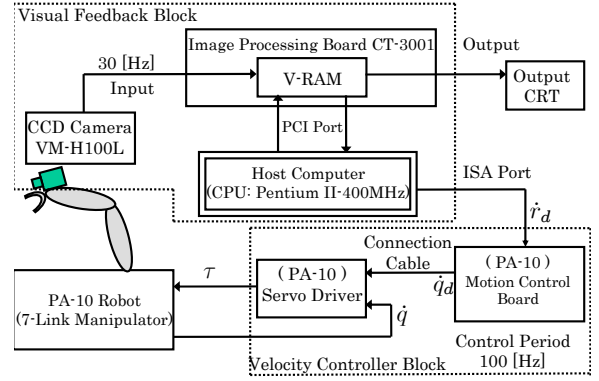 Visual Feedback Block
Image Processing Board CT-3001
Output
30 [Hz]
Input
V-RAM
Output
CRT
CCD Camera
VM-H100L
PCI Port
Host Computer
(CPU: Pentium II-400MHz)
ISA Port
ṙ_d
Connection
Cable
(PA-10)
Servo Driver
(PA-10)
Motion Control
Board
τ
q̇_d
q̇
PA-10 Robot
(7-Link Manipulator)
Velocity Controller Block
Control Period
100 [Hz]